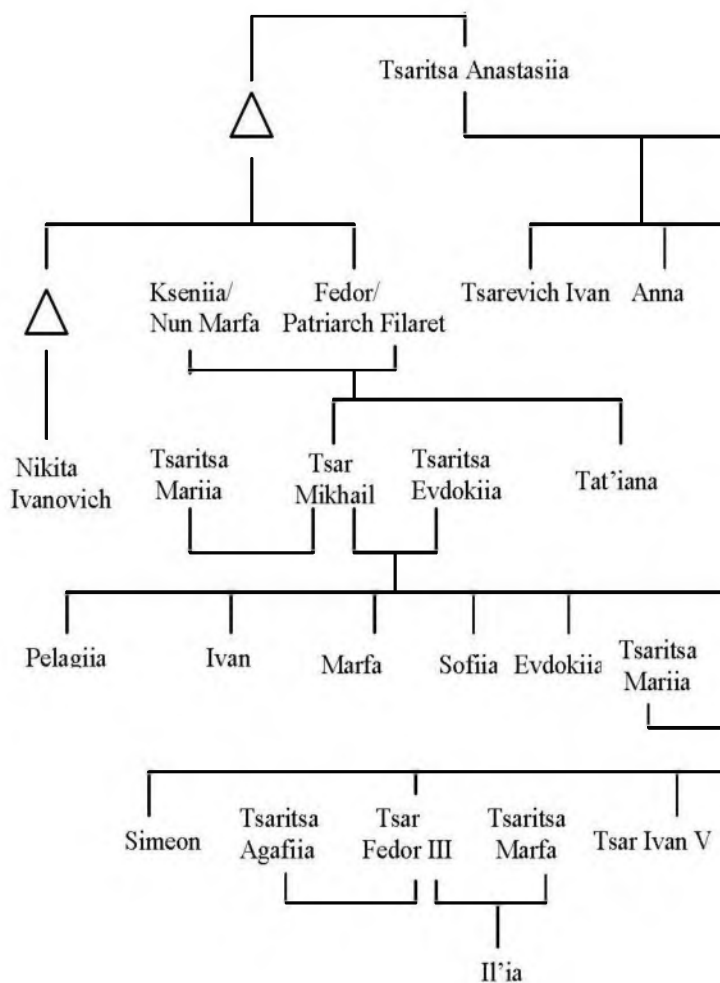 Tsaritsa Anastasiia
Kseniia/
Nun Marfa
Fedor/
Patriarch Filaret
Tsarevich Ivan
Anna
Nikita
Ivanovich
Tsaritsa
Mariia
Tsar
Mikhail
Tsaritsa
Evdokiia
Tat’iana
Pelagiia
Ivan
Marfa
Sofiia
Evdokiia
Tsaritsa
Mariia
Simeon
Tsaritsa
Agafiia
Tsar
Fedor III
Tsaritsa
Marfa
Tsar Ivan V
Il’ia